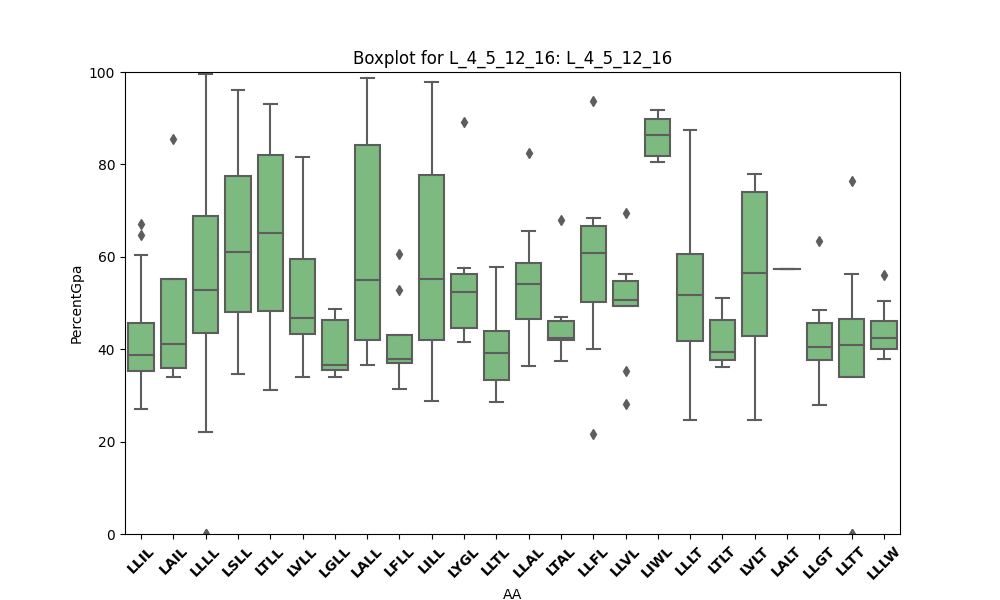 Boxplot for L_4_5_12_16: L_4_5_12_16
100
80
60
40
20
0
PercentGpa
LLIL LAIL LLLL LSLL LTLL LVLL LGLL LALL LFLL LILL LYGL LLTL LLAL LTAL LLFL LLVL LIWL LLLT LTLT LVLT LALT LLGT LLTT LLLW
AA